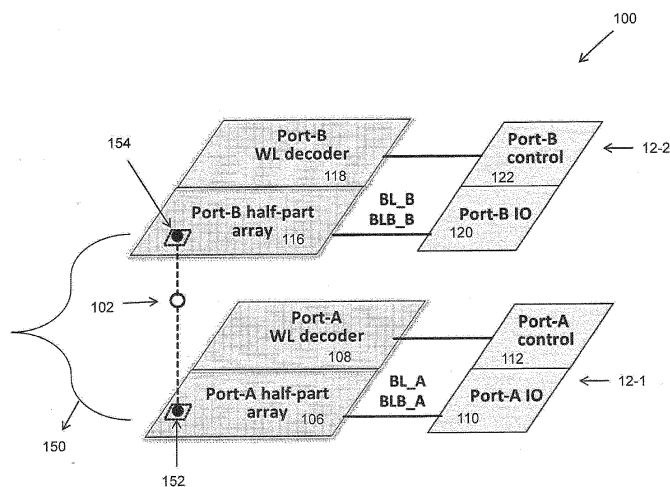 100
154
Port-B
WL decoder
118
Port-B
control
122
12-2
Port-B half-part
array
116
BL_B
BLB_B
Port-B IO
120
102
Port-A
WL decoder
108
Port-A
control
112
12-1
Port-A half-part
array
106
BL_A
BLB_A
Port-A IO
110
150
152